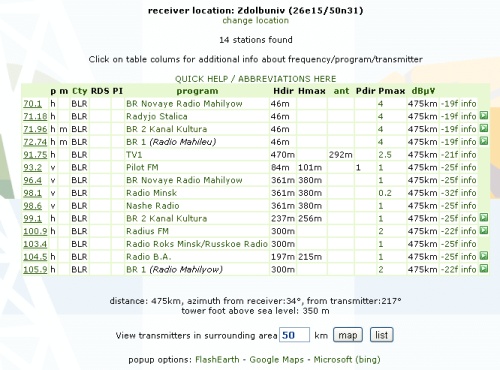 receiver location: Zdolbuniv (26e15/50n31)
change location
14 stations found
Click on table colums for additional info about frequency/program/transmitter
QUICK HELP / ABBREVIATIONS HERE
p m Cty RDS PI program Hdir Hmax ant Pdir Pmax dBµV
70.1 h BLR BR Novaye Radio Mahilyow 46m 4 475km -19f info
71.18 h BLR Radyjo Stalica 46m 4 475km -19f info
71.96 h m BLR BR 2 Kanal Kultura 46m 4 475km -19f info
72.74 h m BLR BR 1 (Radio Mahileu) 46m 4 475km -19f info
91.75 h BLR TV1 470m 292m 2.5 475km -21f info
93.2 v BLR Pilot FM 84m 101m 1 1 475km -25f info
96.4 v BLR BR Novaye Radio Mahilyow 361m 380m 1 475km -25f info
98.1 v BLR Radio Minsk 361m 380m 0.2 475km -32f info
98.6 v BLR Nashe Radio 361m 380m 1 475km -25f info
99.1 h BLR BR 2 Kanal Kultura 237m 256m 1 475km -25f info
100.9 h BLR Radius FM 300m 2 475km -22f info
103.4 BLR Radio Roks Minsk/Russkoe Radio 300m 1 475km -25f info
104.5 h BLR Radio B.A. 197m 215m 1 475km -25f info
105.9 h BLR BR 1 (Radio Mahilyow) 300m 2 475km -22f info
distance: 475km, azimuth from receiver:34°, from transmitter:217°
tower foot above sea level: 350 m
View transmitters in surrounding area 50 km map list
popup options: FlashEarth - Google Maps - Microsoft (bing)